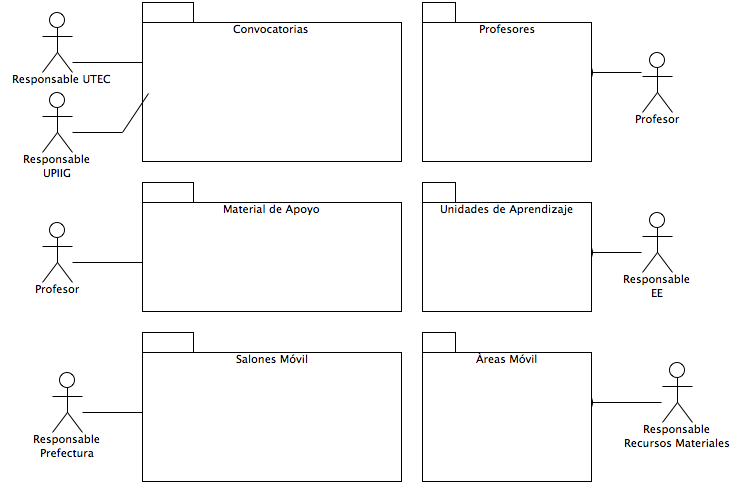 Convocatorias
Profesores
Responsable UTEC
Profesor
Responsable
UPIIG
Material de Apoyo
Unidades de Aprendizaje
Profesor
Responsable
EE
Salones Móvil
Àreas Móvil
Responsable
Prefectura
Responsable
Recursos Materiales